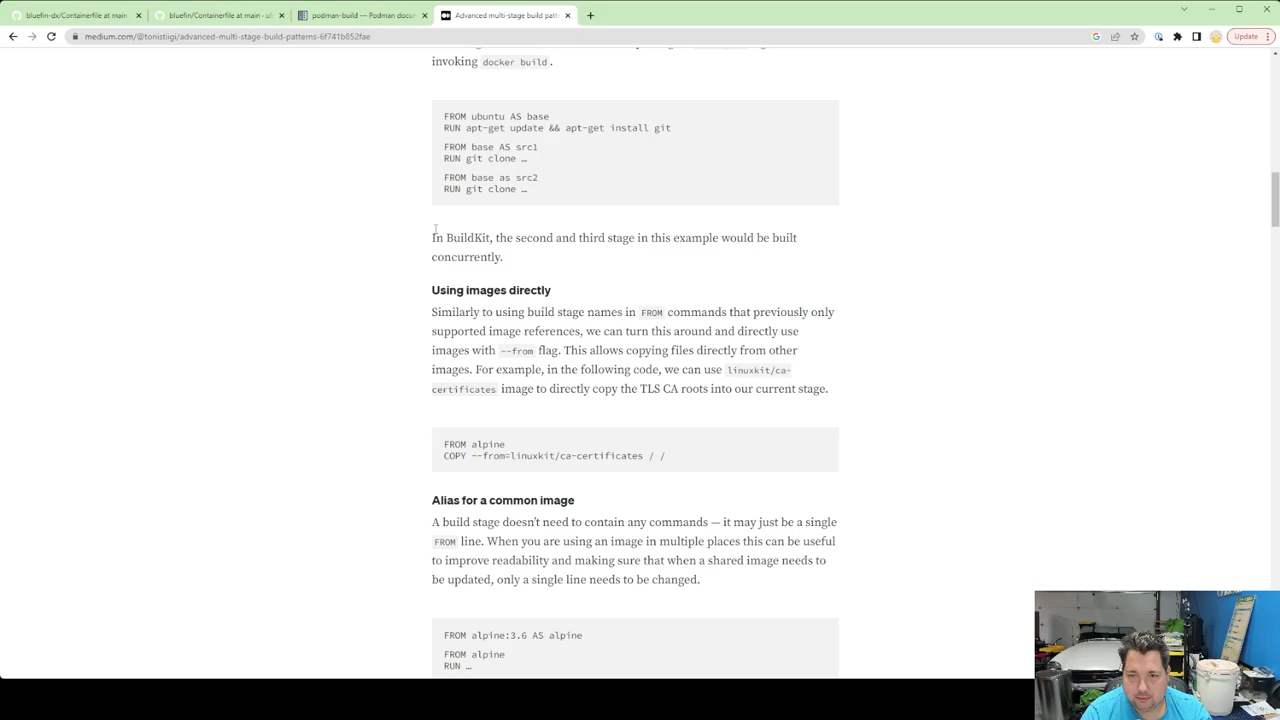 bluefin-dx/Containerfile at main
bluefin/Containerfile at main · ub
podman-build — Podman docum
Advanced multi-stage build patt
medium.com/@tonistiigi/advanced-multi-stage-build-patterns-6f741b852fae
Update
invoking docker build.
FROM ubuntu AS base
RUN apt-get update && apt-get install git
FROM base AS src1
RUN git clone …
FROM base as src2
RUN git clone …
In BuildKit, the second and third stage in this example would be built
concurrently.
Using images directly
Similarly to using build stage names in FROM commands that previously only
supported image references, we can turn this around and directly use
images with --from flag. This allows copying files directly from other
images. For example, in the following code, we can use linuxkit/ca-
certificates image to directly copy the TLS CA roots into our current stage.
FROM alpine
COPY --from=linuxkit/ca-certificates / /
Alias for a common image
A build stage doesn't need to contain any commands — it may just be a single
FROM line. When you are using an image in multiple places this can be useful
to improve readability and making sure that when a shared image needs to
be updated, only a single line needs to be changed.
FROM alpine:3.6 AS alpine
FROM alpine
RUN …